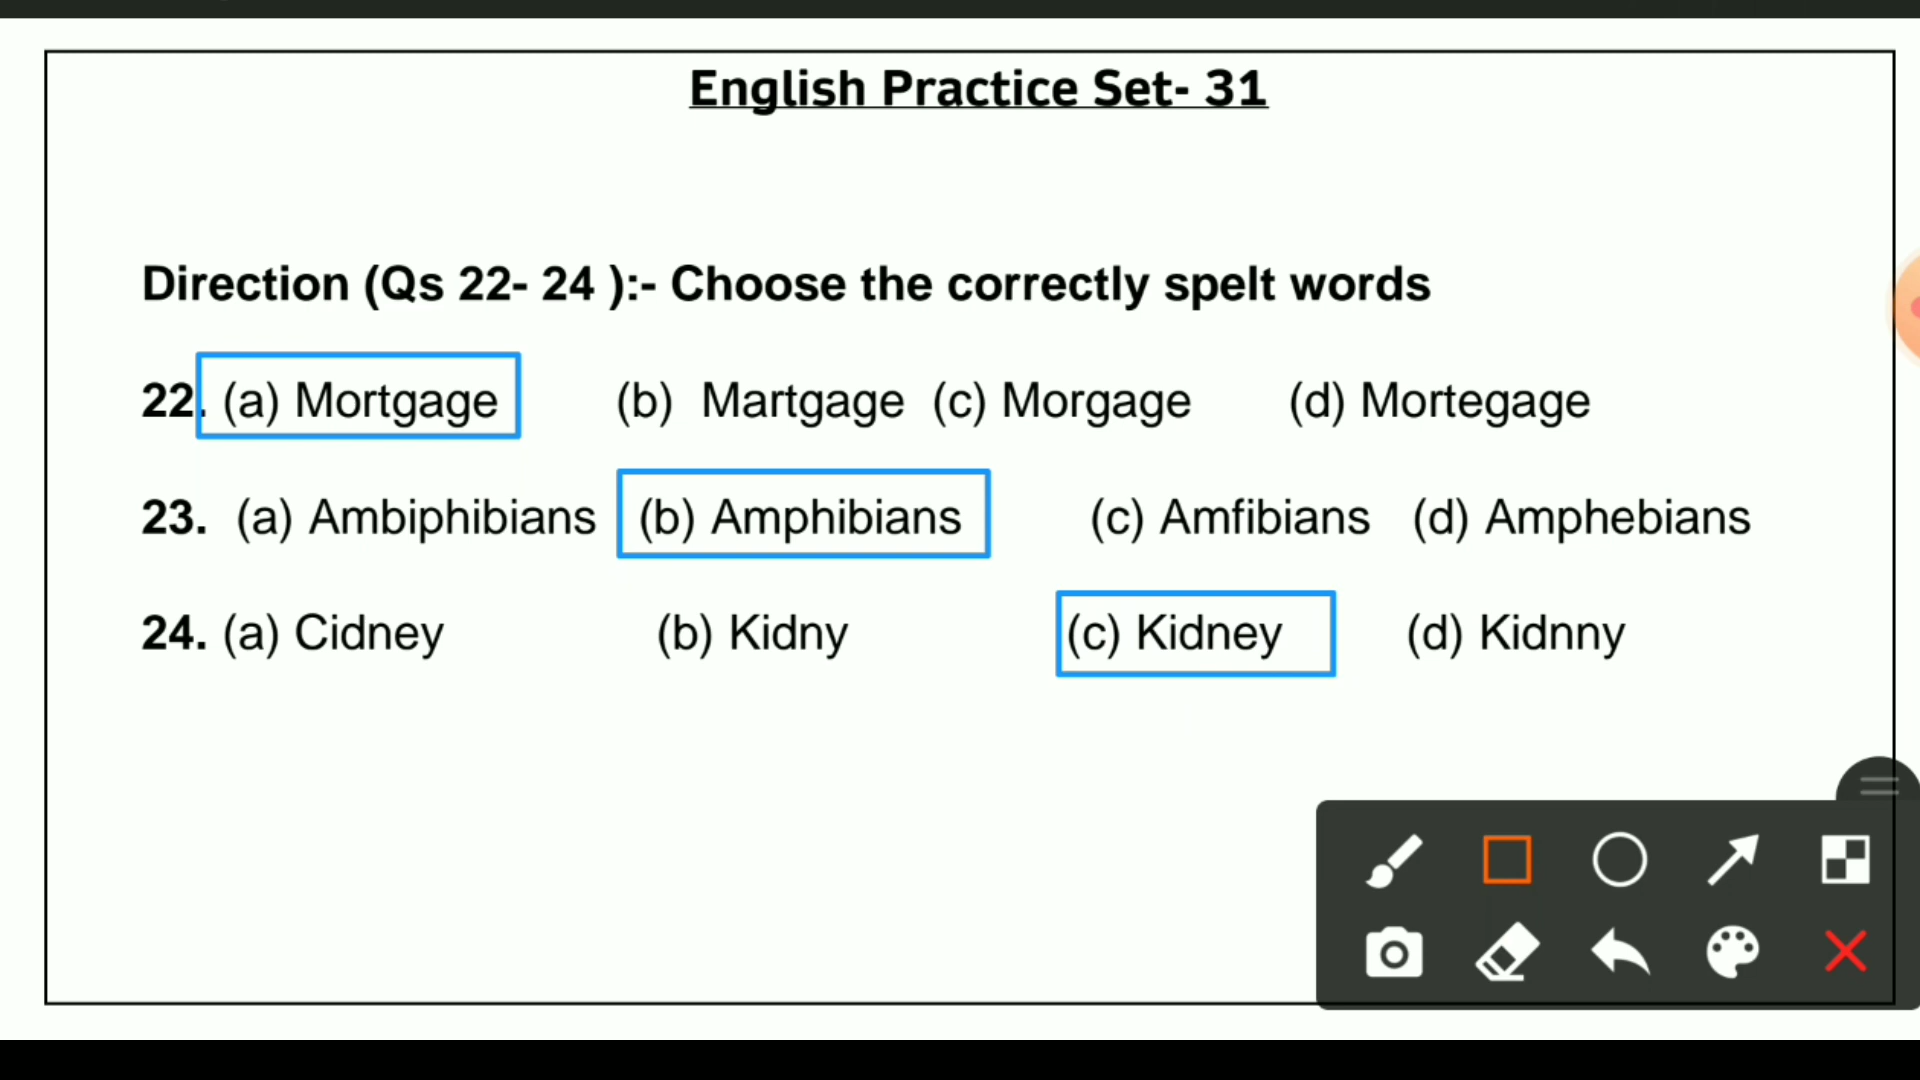 English Practice Set- 31
Direction (Qs 22- 24 ):- Choose the correctly spelt words
22. (a) Mortgage (b) Martgage (c) Morgage (d) Mortegage
23. (a) Ambiphibians (b) Amphibians (c) Amfibians (d) Amphebians
24. (a) Cidney (b) Kidny (c) Kidney (d) Kidnny